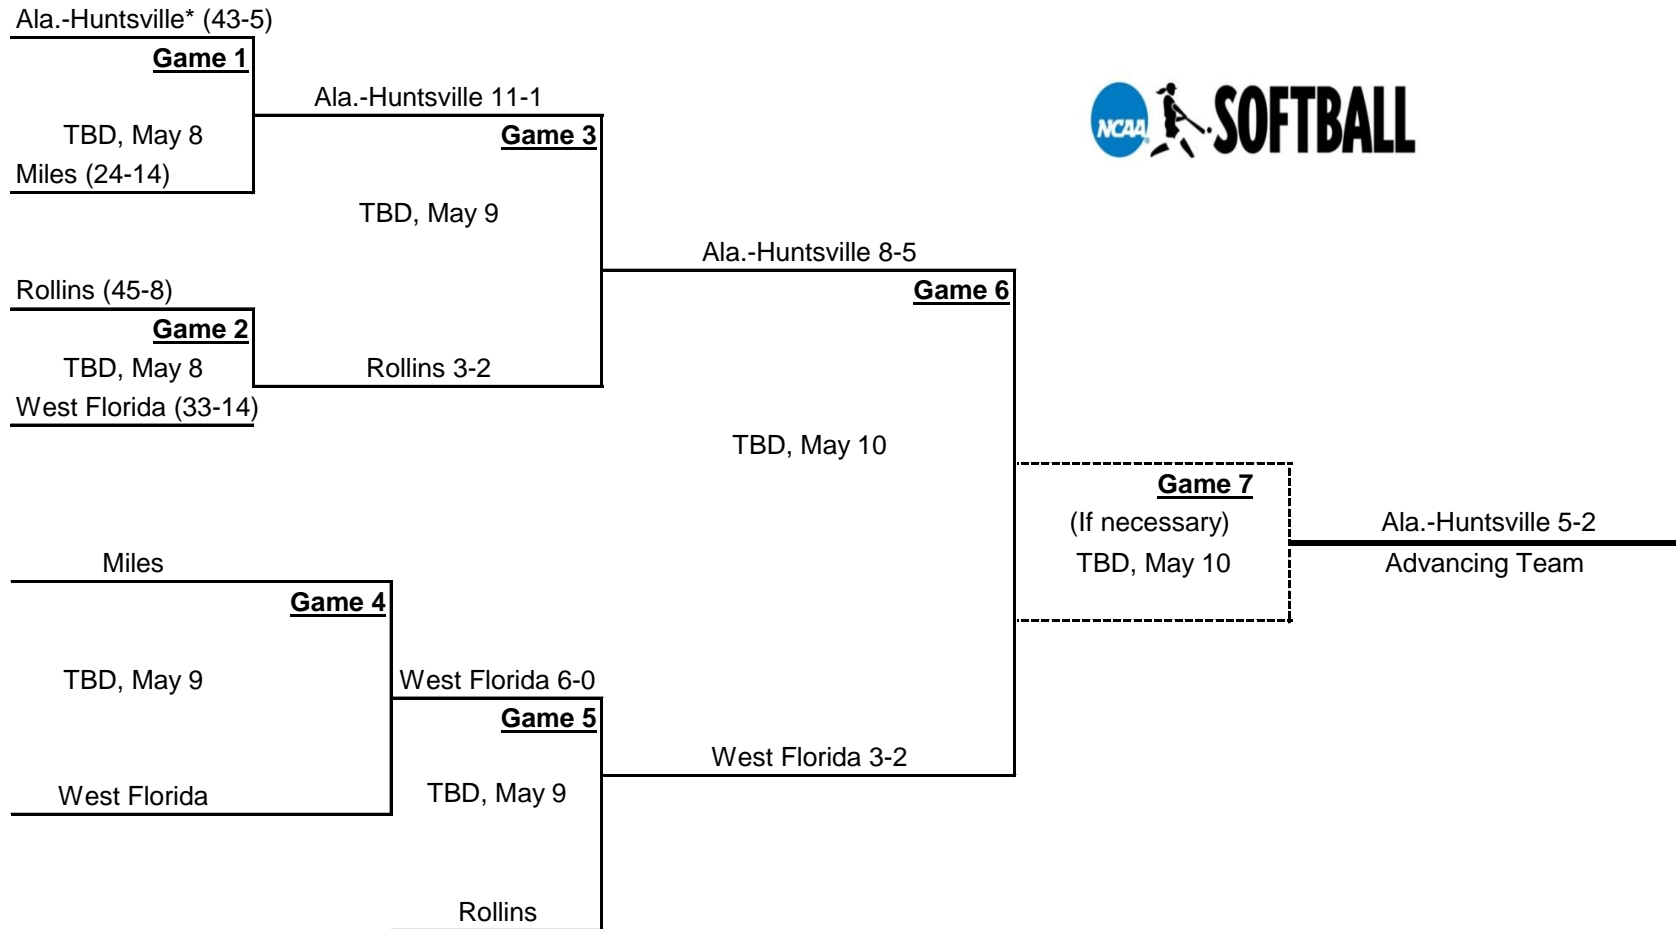 Ala.-Huntsville* (43-5)
Game 1
Ala.-Huntsville 11-1
TBD, May 8
Game 3
Miles (24-14)
TBD, May 9
NCAA SOFTBALL
Ala.-Huntsville 8-5
Rollins (45-8)
Game 6
Game 2
TBD, May 8
Rollins 3-2
West Florida (33-14)
TBD, May 10
Game 7
(If necessary)
Ala.-Huntsville 5-2
Miles
TBD, May 10
Advancing Team
Game 4
TBD, May 9
West Florida 6-0
Game 5
West Florida 3-2
West Florida
TBD, May 9
Rollins